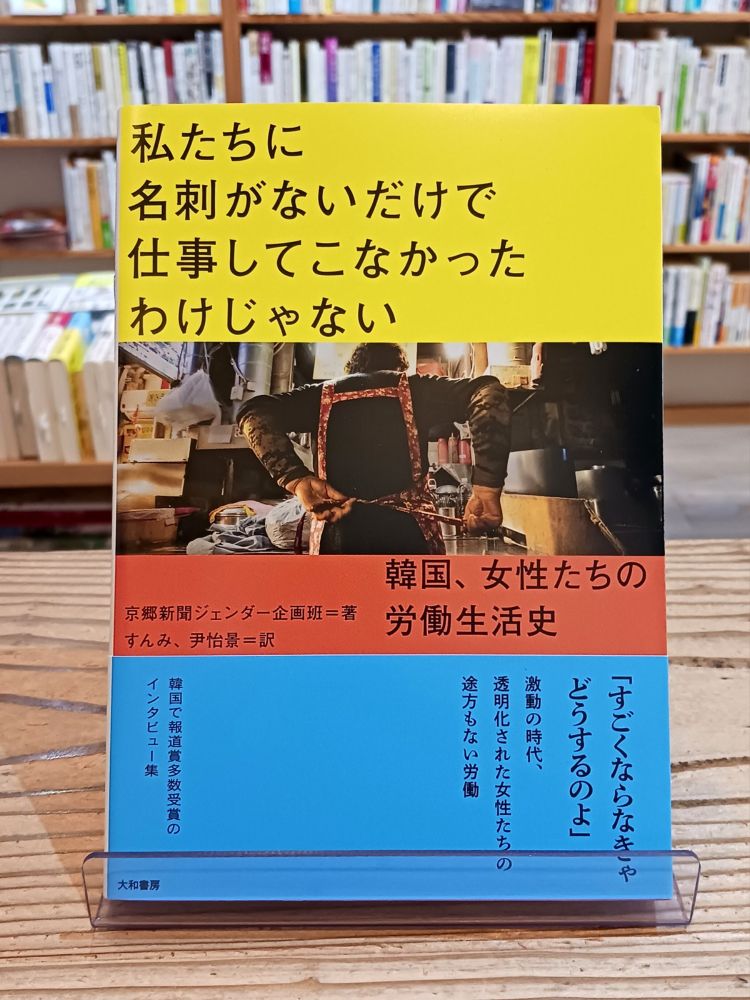 私たちに
名刺がないだけで
仕事してこなかった
わけじゃない
韓国、女性たちの
労働生活史
京郷新聞ジェンダー企画班＝著
すんみ、尹怡景＝訳
「すごくならなきゃ
どうするのよ」
激動の時代、
透明化された女性たちの
途方もない労働
韓国で報道賞多数受賞の
インタビュー集
大和書房